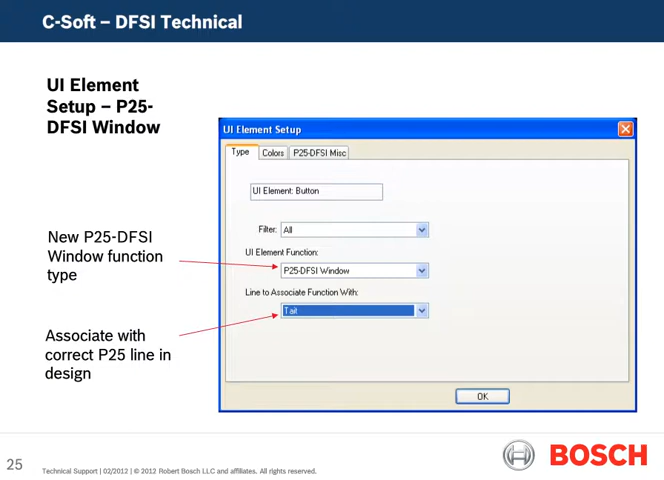 C-Soft – DFSI Technical
UI Element
Setup – P25-
DFSI Window
UI Element Setup
Type
Colors
P25-DFSI Misc
UI Element: Button
Filter:
All
UI Element Function:
New P25-DFSI
Window function
type
P25-DFSI Window
Line to Associate Function With:
Tait
Associate with
correct P25 line in
design
OK
25
Technical Support | 02/2012 | © 2012 Robert Bosch LLC and affiliates. All rights reserved.
BOSCH